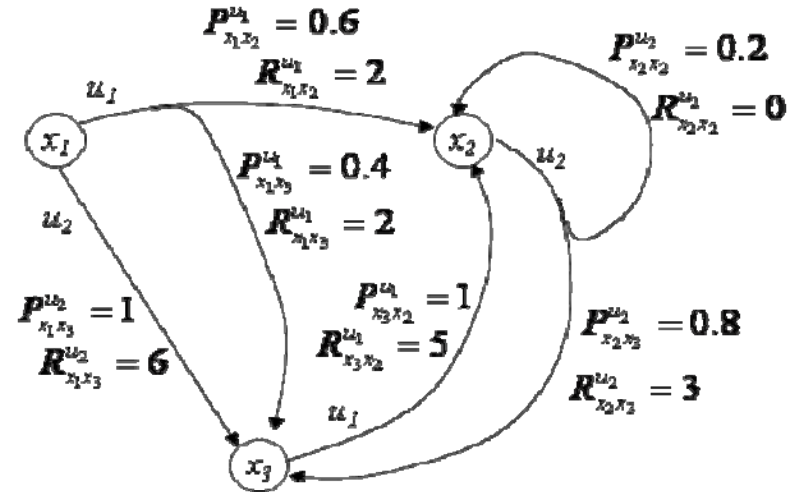 P^{u_1}_{x_1x_2} = 0.6
R^{u_1}_{x_1x_2} = 2
P^{u_2}_{x_2x_2} = 0.2
R^{u_2}_{x_2x_2} = 0
u_1
x_1
x_2
u_2
P^{u_1}_{x_1x_3} = 0.4
R^{u_1}_{x_1x_3} = 2
u_2
P^{u_2}_{x_1x_3} = 1
R^{u_2}_{x_1x_3} = 6
P^{u_1}_{x_3x_2} = 1
R^{u_1}_{x_3x_2} = 5
P^{u_2}_{x_2x_3} = 0.8
R^{u_2}_{x_2x_2} = 3
u_1
x_3